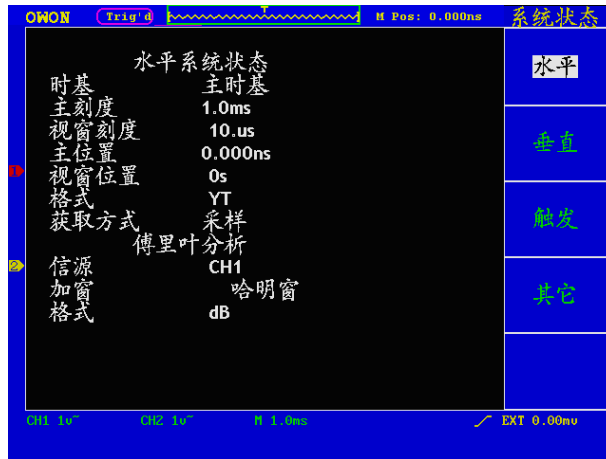 OWON Trig'd T M Pos: 0.000ns 系统状态
水平系统状态
时基 主时基
主刻度 1.0ms
视窗刻度 10.us
主位置 0.000ns
视窗位置 0s
格式 YT
获取方式 采样
傅里叶分析
信源 CH1
加窗 哈明窗
格式 dB
1
2
水平
垂直
触发
其它
CH1 1v~ CH2 1v~ M 1.0ms EXT 0.00mv